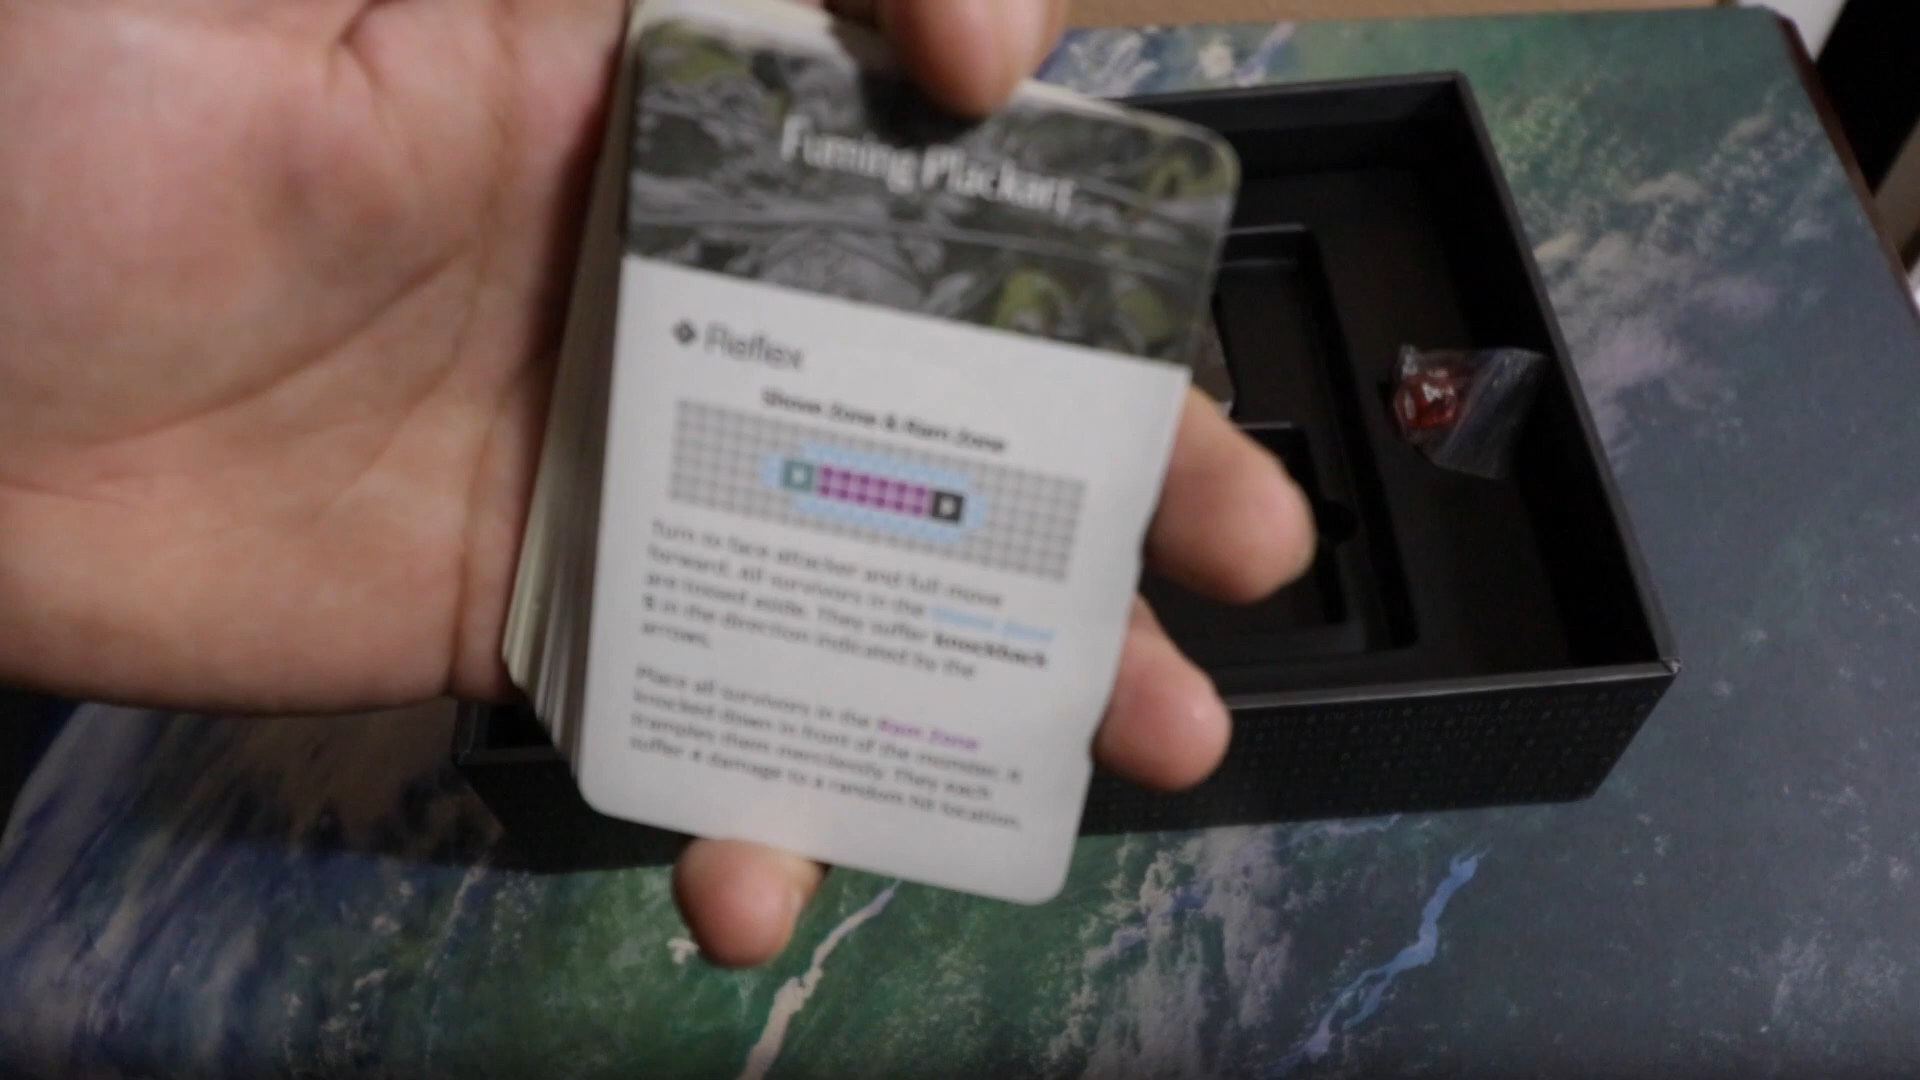 Fuming Plackart
Reflex
Shove Zone & Ram Zone
D D
Turn to face attacker and full move
forward, all survivors in the Shove Zone
are tossed aside. They suffer knockback
5 in the direction indicated by the
arrows.
Place all survivors in the Ram Zone
knocked down in front of the monster. It
tramples them mercilessly. They each
suffer 4 damage to a random hit location.